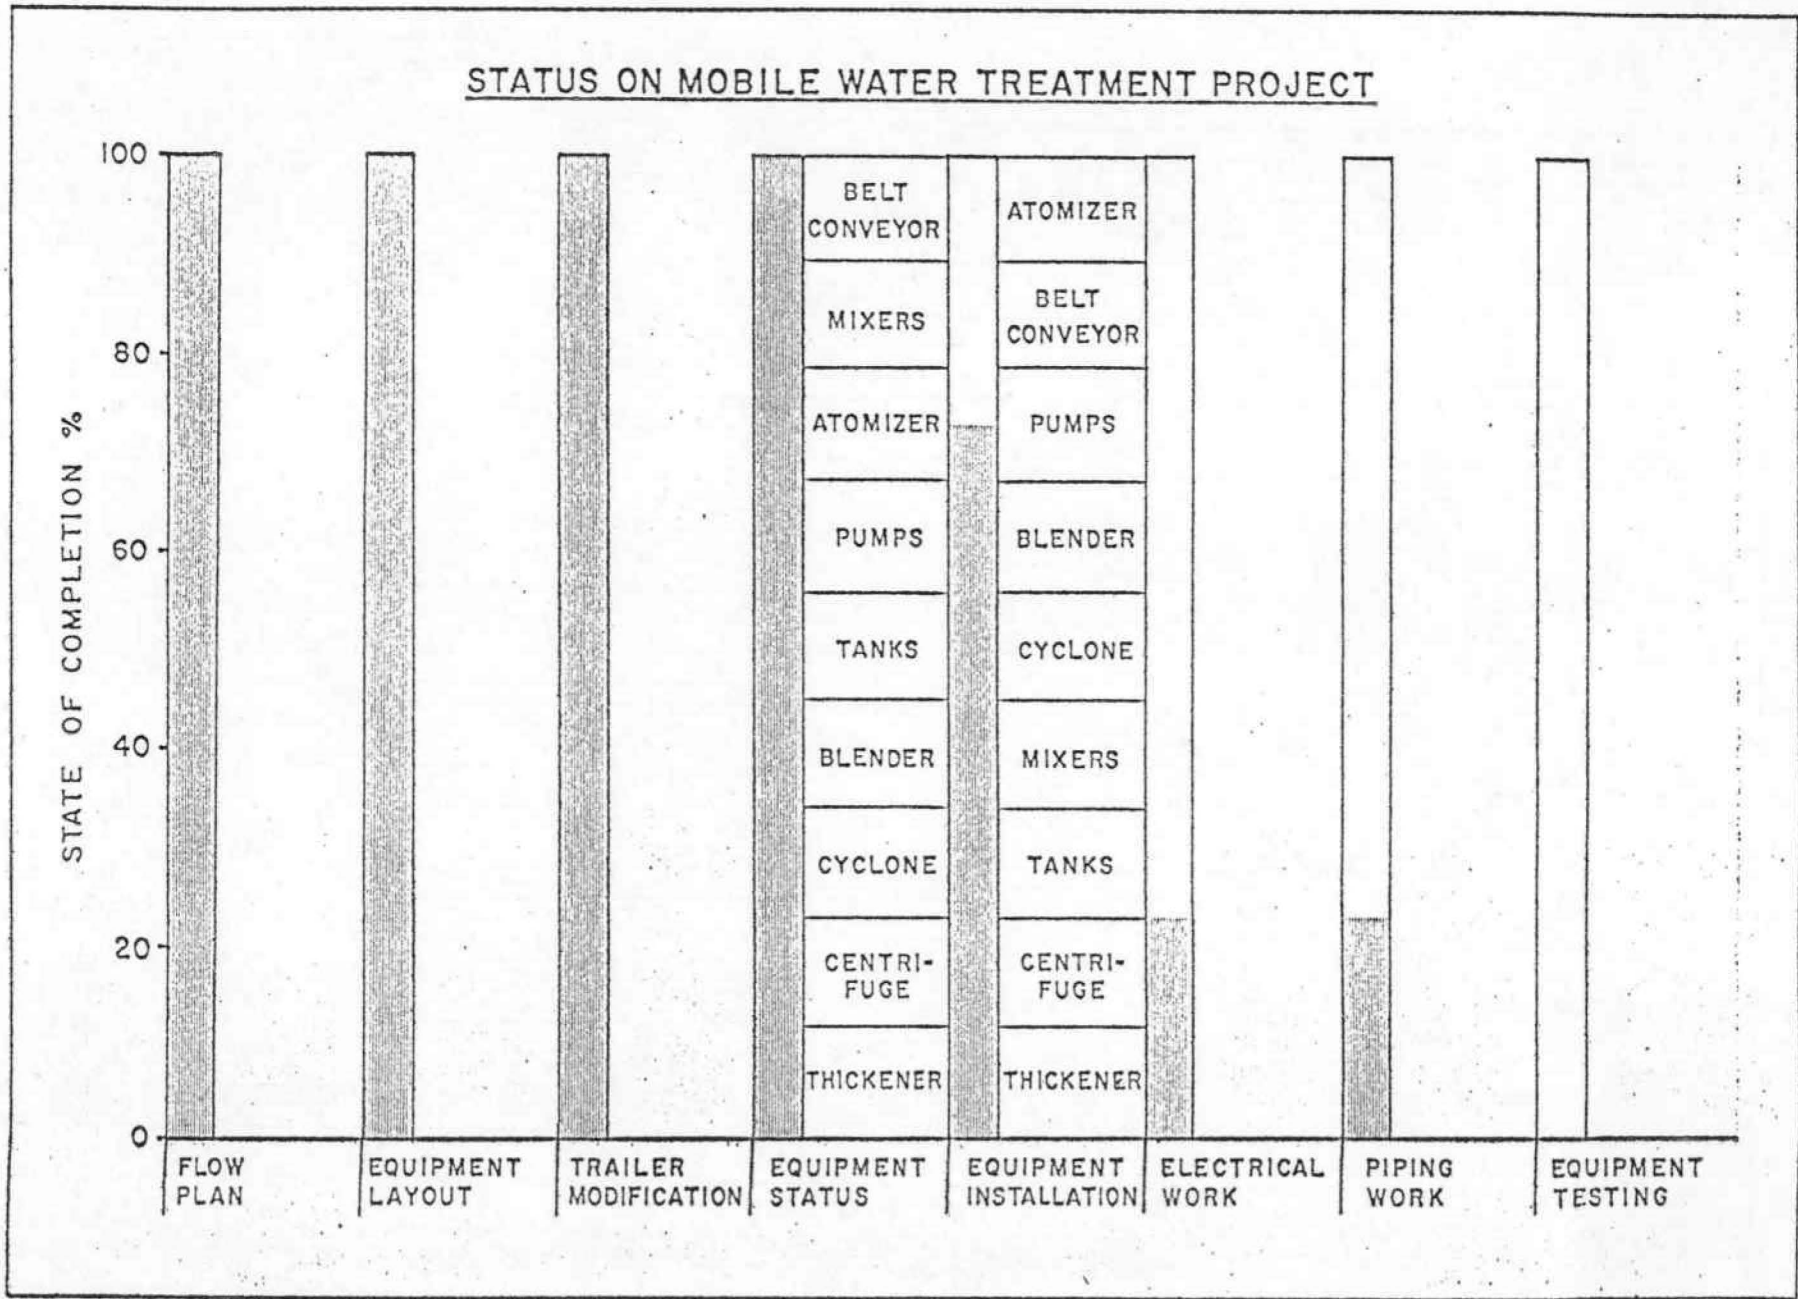 STATUS ON MOBILE WATER TREATMENT PROJECT
STATE OF COMPLETION %
100
80
60
40
20
0
BELT
CONVEYOR
MIXERS
ATOMIZER
PUMPS
TANKS
BLENDER
CYCLONE
CENTRI-
FUGE
THICKENER
ATOMIZER
BELT
CONVEYOR
PUMPS
BLENDER
CYCLONE
MIXERS
TANKS
CENTRI-
FUGE
THICKENER
FLOW
PLAN
EQUIPMENT
LAYOUT
TRAILER
MODIFICATION
EQUIPMENT
STATUS
EQUIPMENT
INSTALLATION
ELECTRICAL
WORK
PIPING
WORK
EQUIPMENT
TESTING